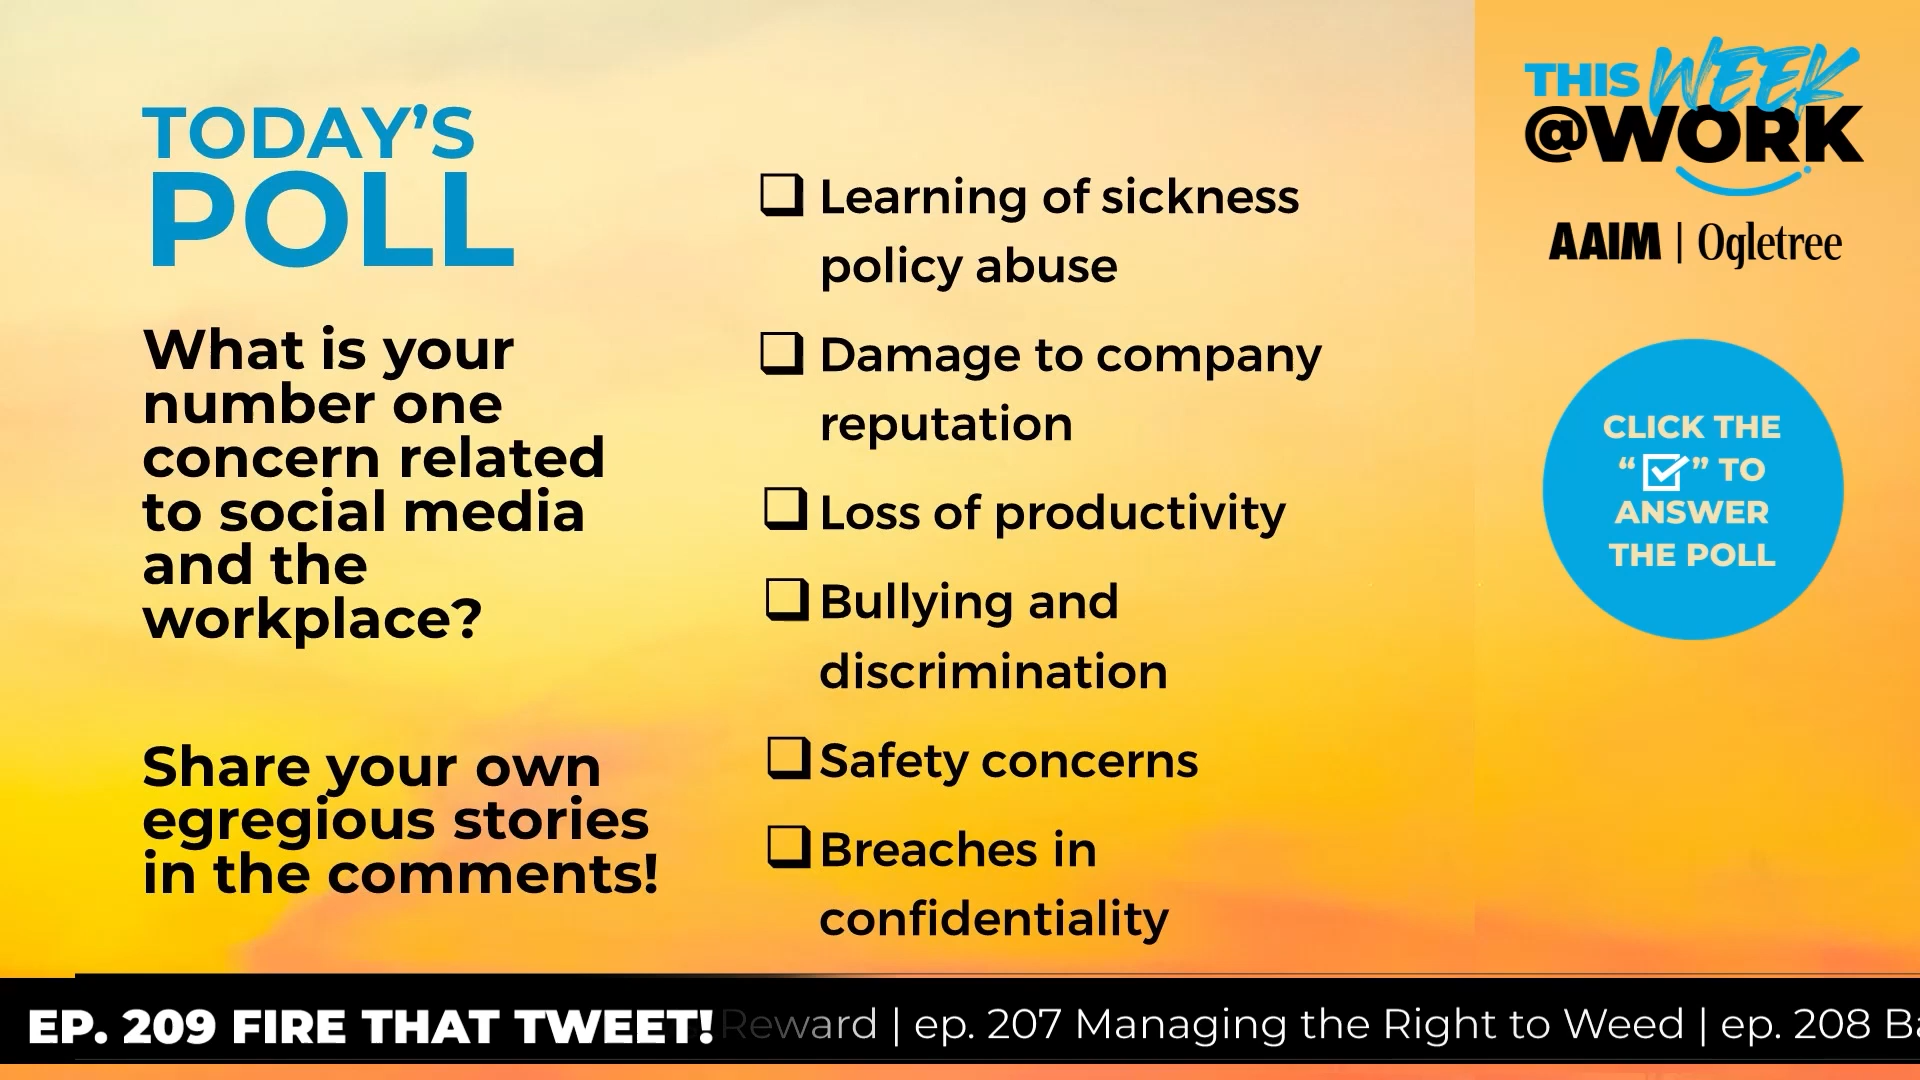 TODAY'S
POLL
What is your
number one
concern related
to social media
and the
workplace?
Share your own
egregious stories
in the comments!
❏ Learning of sickness
policy abuse
❏ Damage to company
reputation
❏ Loss of productivity
❏ Bullying and
discrimination
❏ Safety concerns
❏ Breaches in
confidentiality
THIS WEEK
@WORK
AAIM | Ogletree
CLICK THE
“☑” TO
ANSWER
THE POLL
EP. 209 FIRE THAT TWEET! Reward | ep. 207 Managing the Right to Weed | ep. 208